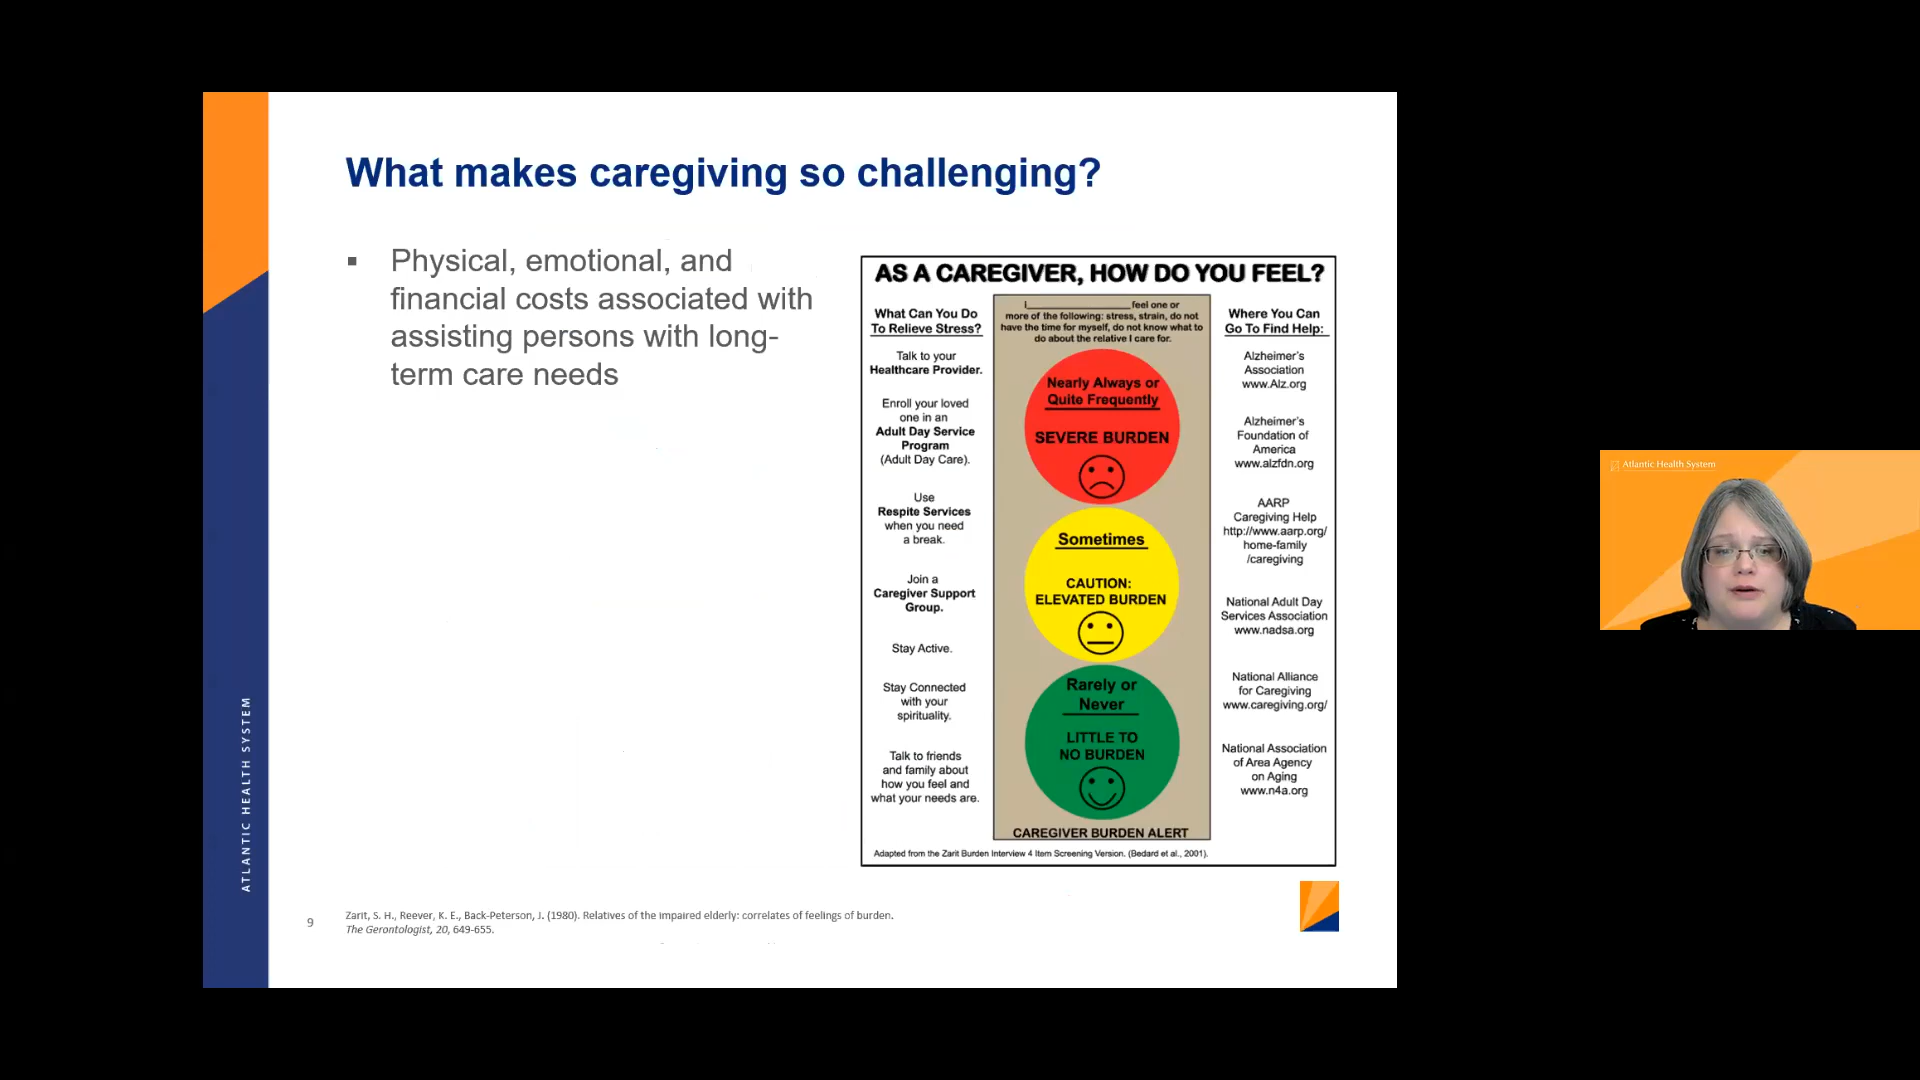 What makes caregiving so challenging?
▪ Physical, emotional, and
financial costs associated with
assisting persons with long-
term care needs
AS A CAREGIVER, HOW DO YOU FEEL?
What Can You Do
To Relieve Stress?
Talk to your
Healthcare Provider.
Enroll your loved
one in an
Adult Day Service
Program
(Adult Day Care).
Use
Respite Services
when you need
a break.
Join a
Caregiver Support
Group.
Stay Active.
Stay Connected
with your
spirituality.
Talk to friends
and family about
how you feel and
what your needs are.
I____________________feel one or
more of the following: stress, strain, do not
have the time for myself, do not know what to
do about the relative I care for.
Nearly Always or
Quite Frequently
SEVERE BURDEN
Sometimes
CAUTION:
ELEVATED BURDEN
Rarely or
Never
LITTLE TO
NO BURDEN
CAREGIVER BURDEN ALERT
Where You Can
Go To Find Help:
Alzheimer's
Association
www.Alz.org
Alzheimer's
Foundation of
America
www.alzfdn.org
AARP
Caregiving Help
http://www.aarp.org/
home-family
/caregiving
National Adult Day
Services Association
www.nadsa.org
National Alliance
for Caregiving
www.caregiving.org/
National Association
of Area Agency
on Aging
www.n4a.org
Adapted from the Zarit Burden Interview 4 Item Screening Version. (Bedard et al., 2001).
ATLANTIC HEALTH SYSTEM
9
Zarit, S. H., Reever, K. E., Back-Peterson, J. (1980). Relatives of the impaired elderly: correlates of feelings of burden.
The Gerontologist, 20, 649-655.
Atlantic Health System